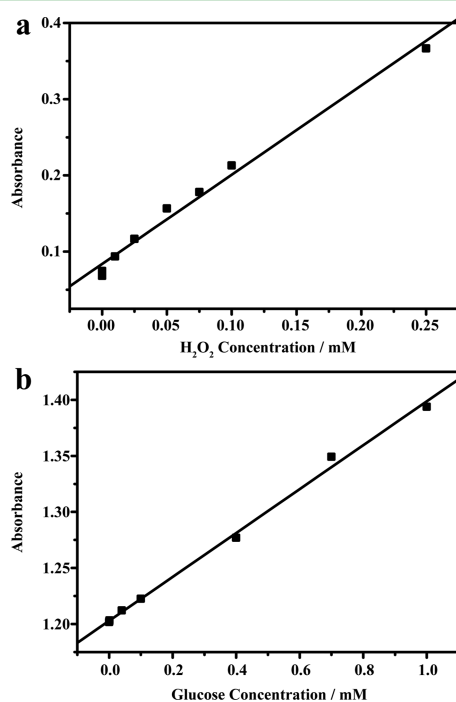 a
0.4
0.3
0.2
0.1
Absorbance
0.00 0.05 0.10 0.15 0.20 0.25
H₂O₂ Concentration / mM
b
1.40
1.35
1.30
1.25
1.20
Absorbance
0.0 0.2 0.4 0.6 0.8 1.0
Glucose Concentration / mM